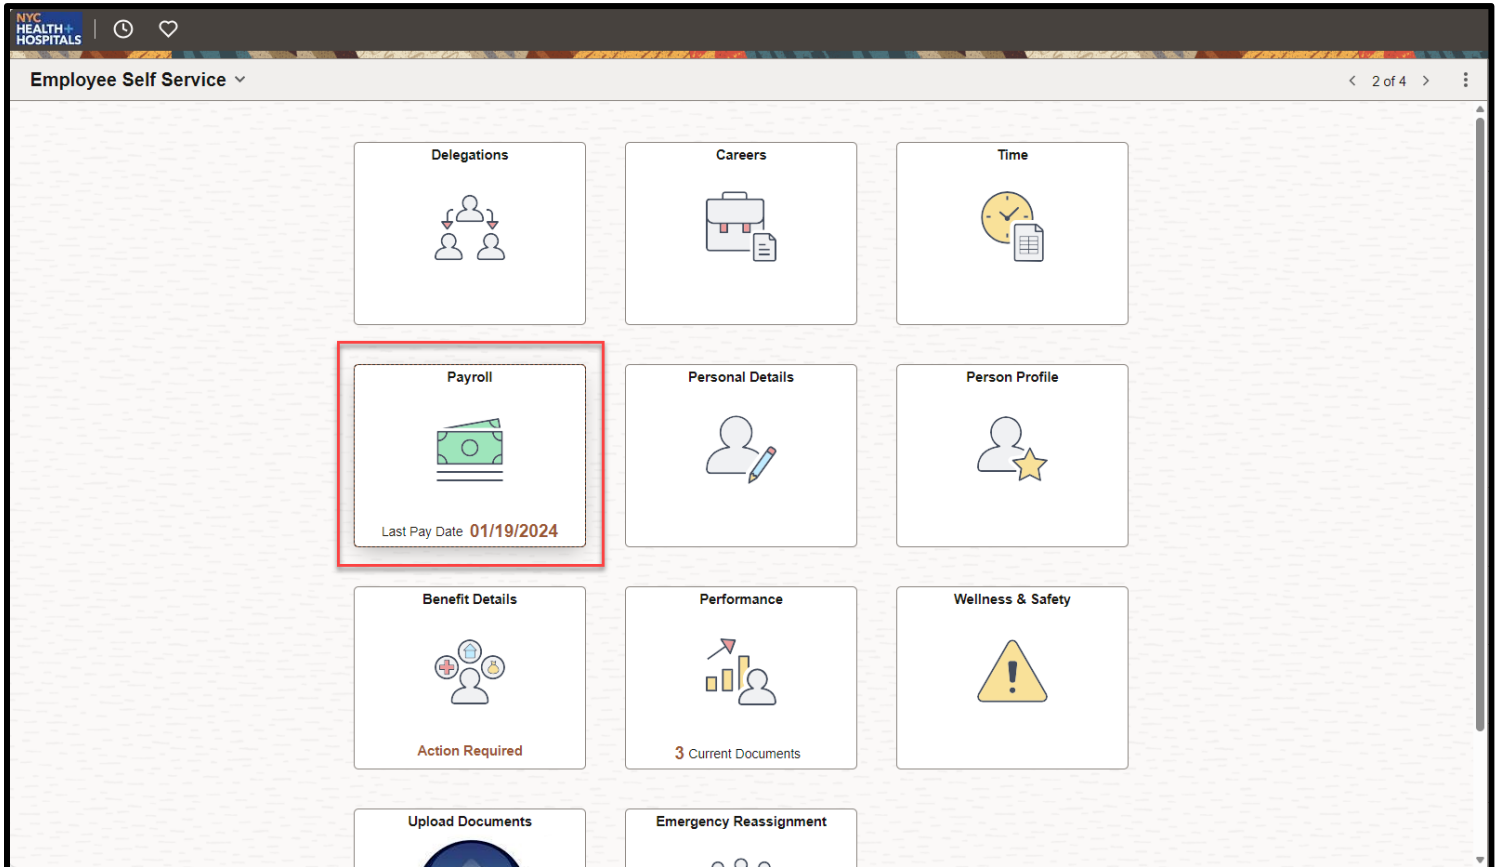 NYC
HEALTH+
HOSPITALS
Employee Self Service
2 of 4
Delegations
Careers
Time
Payroll
Last Pay Date 01/19/2024
Personal Details
Person Profile
Benefit Details
Action Required
Performance
3 Current Documents
Wellness & Safety
Upload Documents
Emergency Reassignment